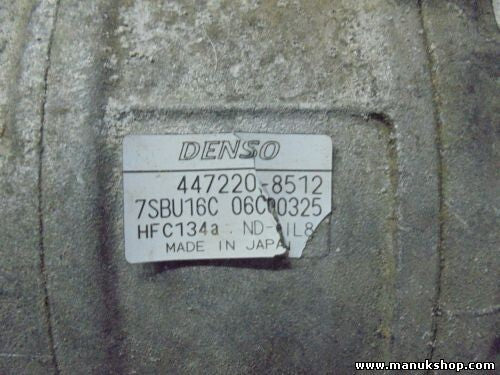 DENSO
447220-8512
7SBU16C 06C00325
HFC134a ND-OIL8
MADE IN JAPAN
www.manukshop.com